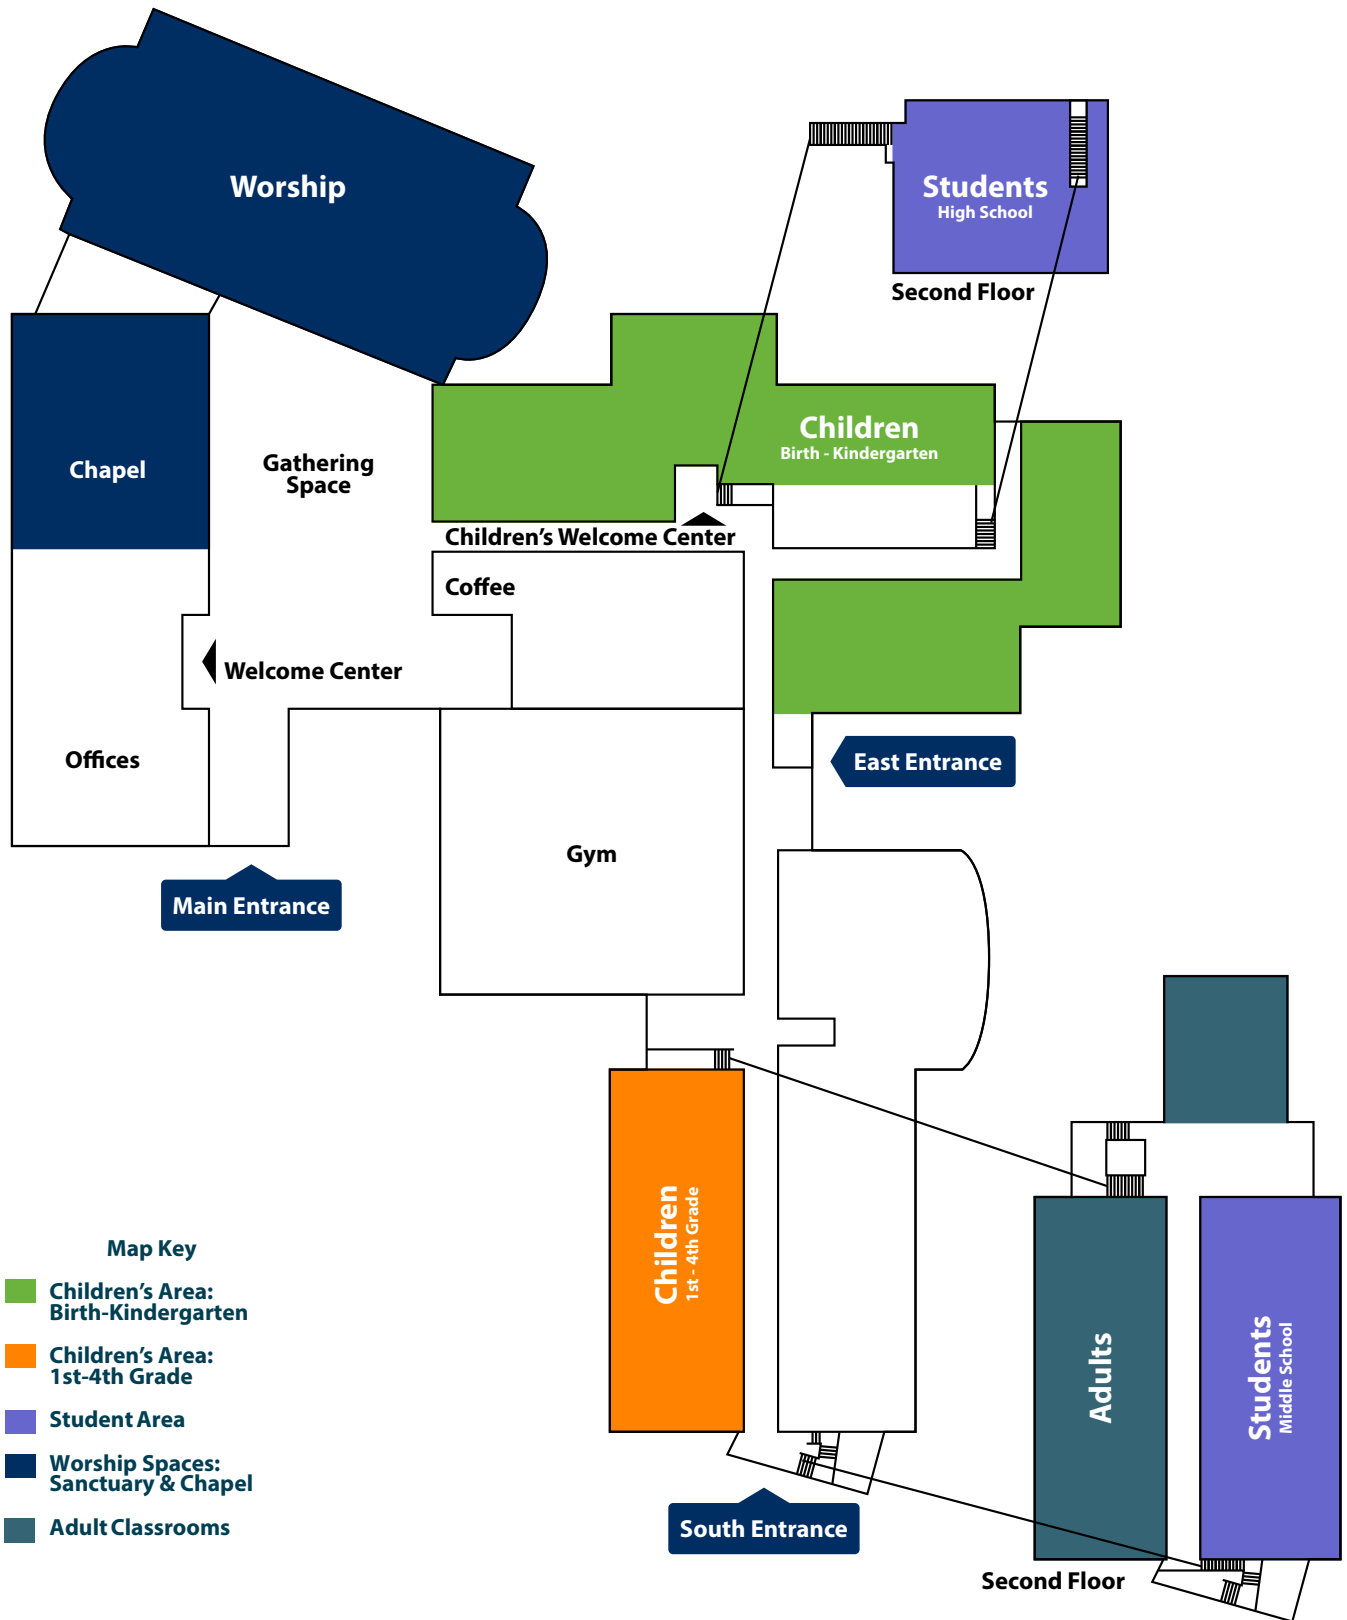 Worship
Students
High School
Second Floor
Children
Birth - Kindergarten
Chapel
Gathering
Space
Children's Welcome Center
Coffee
Welcome Center
Offices
East Entrance
Gym
Main Entrance
Children
1st - 4th Grade
Adults
Students
Middle School
South Entrance
Second Floor
Map Key
Children's Area:
Birth-Kindergarten
Children's Area:
1st-4th Grade
Student Area
Worship Spaces:
Sanctuary & Chapel
Adult Classrooms